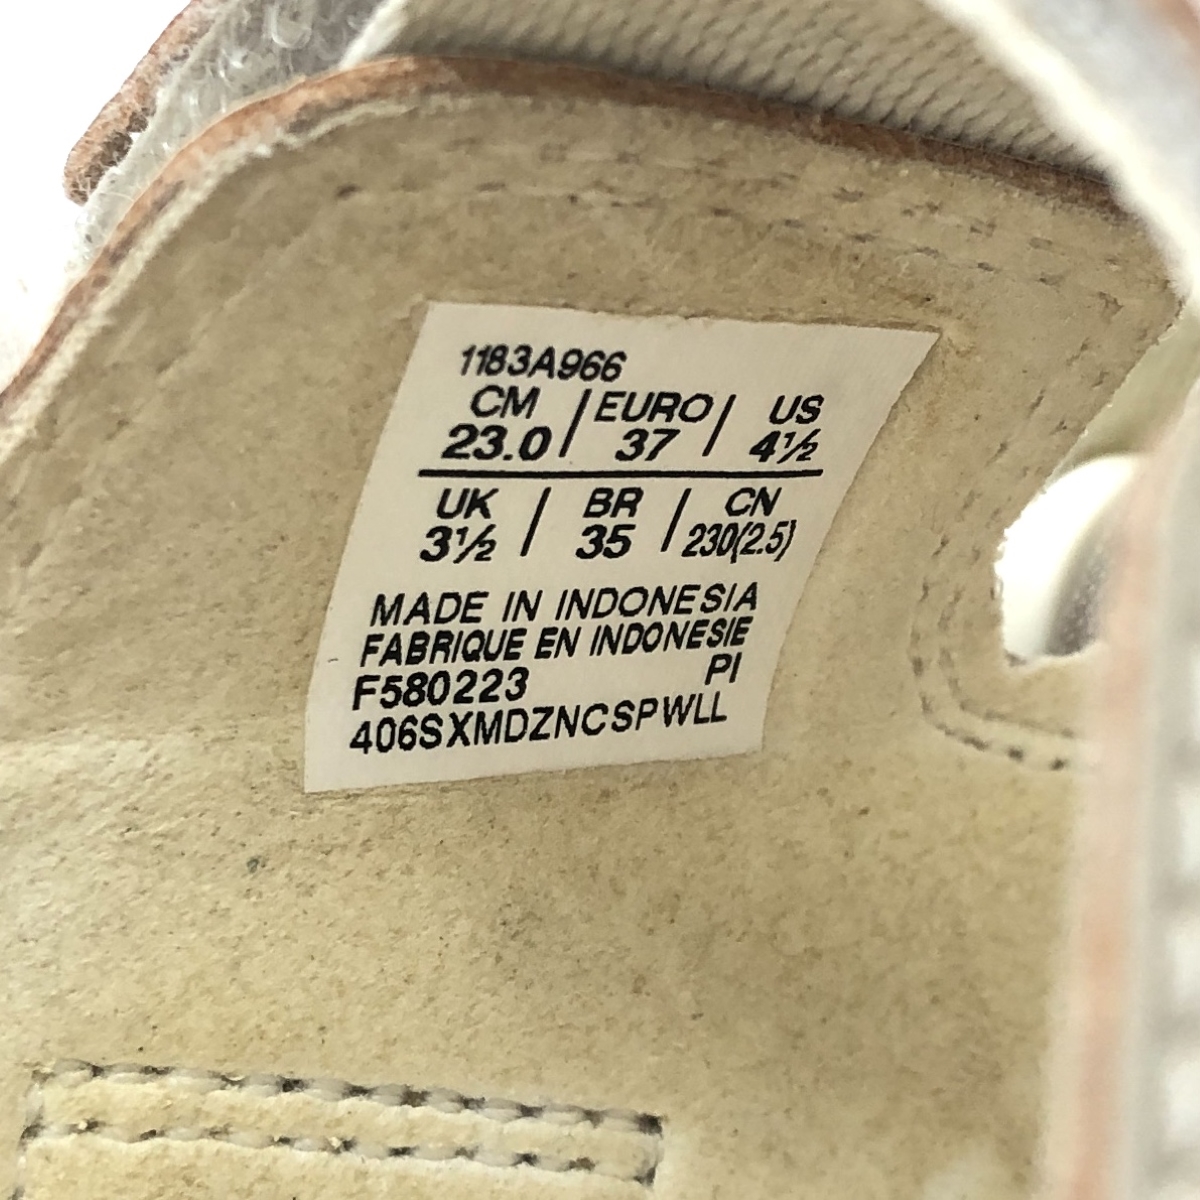 1183A966
CM / EURO / US
23.0 / 37 / 4½
UK / BR / CN
3½ / 35 / 230(2.5)
MADE IN INDONESIA
FABRIQUE EN INDONESIE
F580223 PI
406SXMDZNCSPWLL